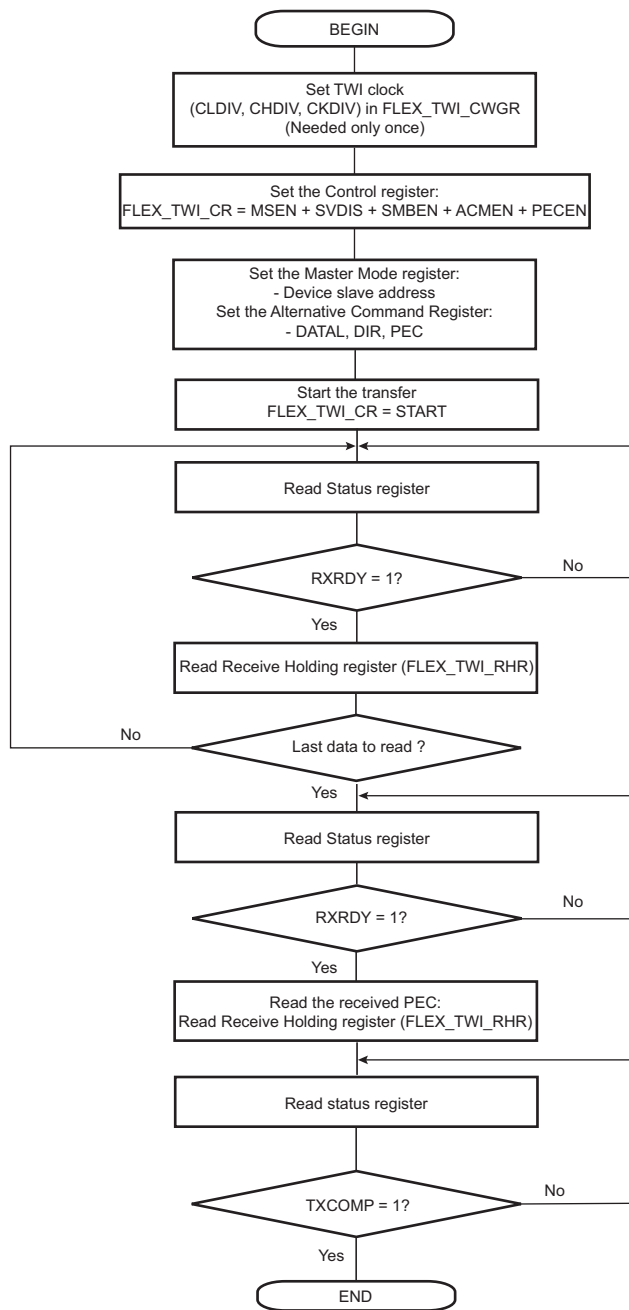 BEGIN
Set TWI clock
(CLDIV, CHDIV, CKDIV) in FLEX_TWI_CWGR
(Needed only once)
Set the Control register:
FLEX_TWI_CR = MSEN + SVDIS + SMBEN + ACMEN + PECEN
Set the Master Mode register:
- Device slave address
Set the Alternative Command Register:
- DATAL, DIR, PEC
Start the transfer
FLEX_TWI_CR = START
Read Status register
RXRDY = 1?
No
Yes
Read Receive Holding register (FLEX_TWI_RHR)
No
Last data to read ?
Yes
Read Status register
RXRDY = 1?
No
Yes
Read the received PEC:
Read Receive Holding register (FLEX_TWI_RHR)
Read status register
TXCOMP = 1?
No
Yes
END